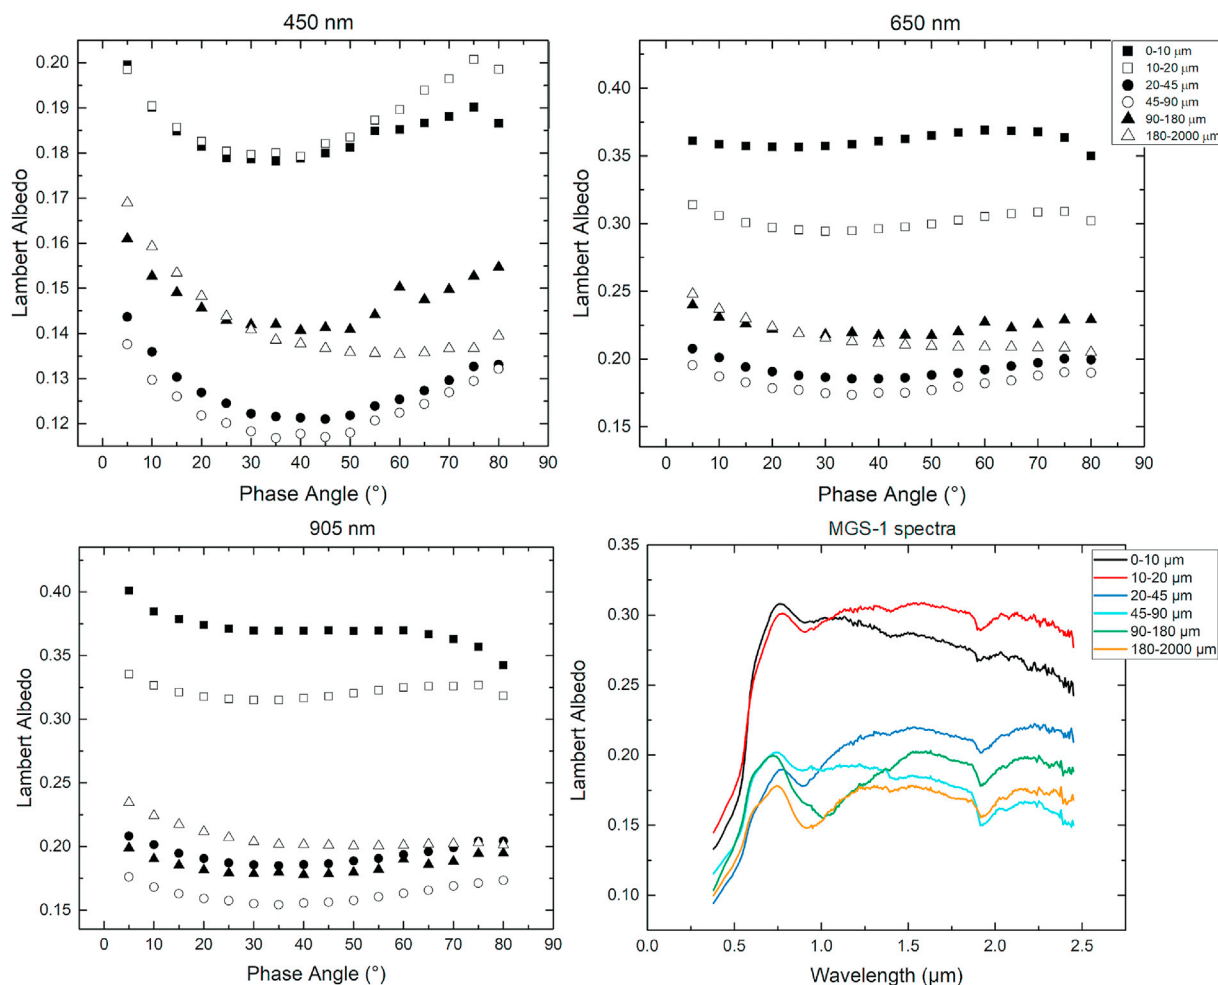 450 nm
0.20
0.19
0.18
0.17
0.16
0.15
0.14
0.13
0.12
Lambert Albedo
0 10 20 30 40 50 60 70 80 90
Phase Angle (°)
650 nm
0.40
0.35
0.30
0.25
0.20
0.15
Lambert Albedo
0 10 20 30 40 50 60 70 80 90
Phase Angle (°)
0-10 µm
10-20 µm
20-45 µm
45-90 µm
90-180 µm
180-2000 µm
905 nm
0.40
0.35
0.30
0.25
0.20
0.15
Lambert Albedo
0 10 20 30 40 50 60 70 80 90
Phase Angle (°)
MGS-1 spectra
0.35
0.30
0.25
0.20
0.15
0.10
Lambert Albedo
0.0 0.5 1.0 1.5 2.0 2.5
Wavelength (µm)
0-10 µm
10-20 µm
20-45 µm
45-90 µm
90-180 µm
180-2000 µm